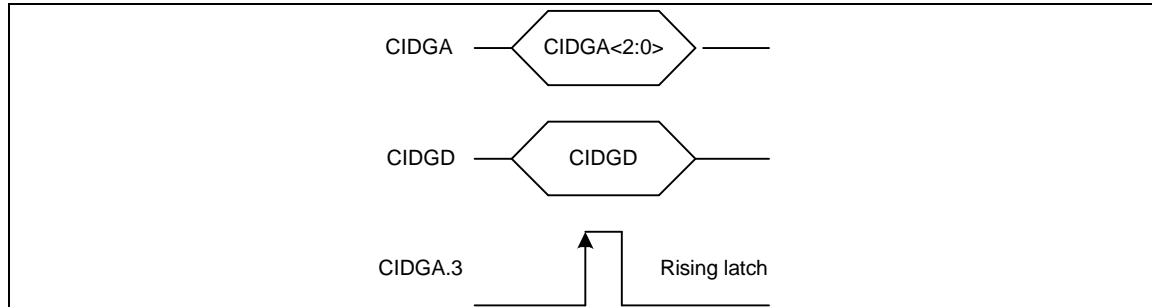 CIDGA CIDGA<2:0>
CIDGD CIDGD
CIDGA.3 Rising latch